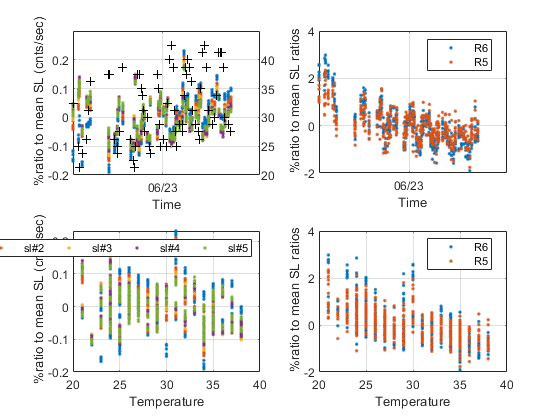 %ratio to mean SL (cnts/sec)
0.2
0.1
0
-0.1
-0.2
40
35
30
25
20
06/23
Time
%ratio to mean SL ratios
4
2
0
-2
R6
R5
06/23
Time
sl#2 sl#3 sl#4 sl#5
%ratio to mean SL
0.1
0
-0.1
-0.2
20 25 30 35 40
Temperature
%ratio to mean SL ratios
4
2
0
-2
R6
R5
20 25 30 35 40
Temperature